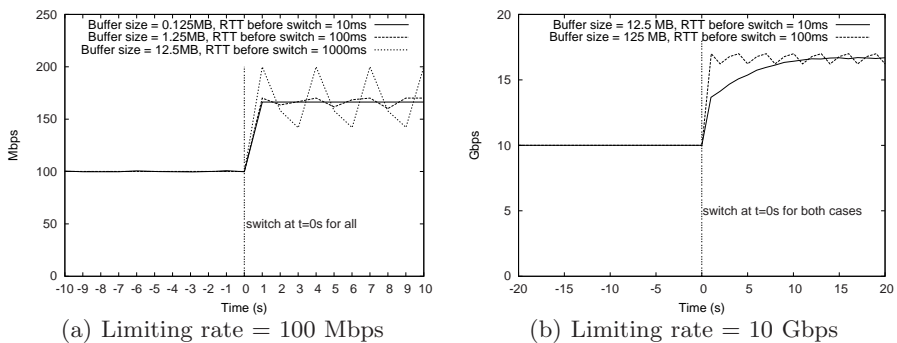 Buffer size = 0.125MB, RTT before switch = 10ms
Buffer size = 1.25MB, RTT before switch = 100ms
Buffer size = 12.5MB, RTT before switch = 1000ms
250
200
150
100
50
0
Mbps
switch at t=0s for all
-10 -9 -8 -7 -6 -5 -4 -3 -2 -1 0 1 2 3 4 5 6 7 8 9 10
Time (s)
(a) Limiting rate = 100 Mbps
Buffer size = 12.5 MB, RTT before switch = 10ms
Buffer size = 125 MB, RTT before switch = 100ms
20
15
10
5
0
Gbps
switch at t=0s for both cases
-20 -15 -10 -5 0 5 10 15 20
Time (s)
(b) Limiting rate = 10 Gbps